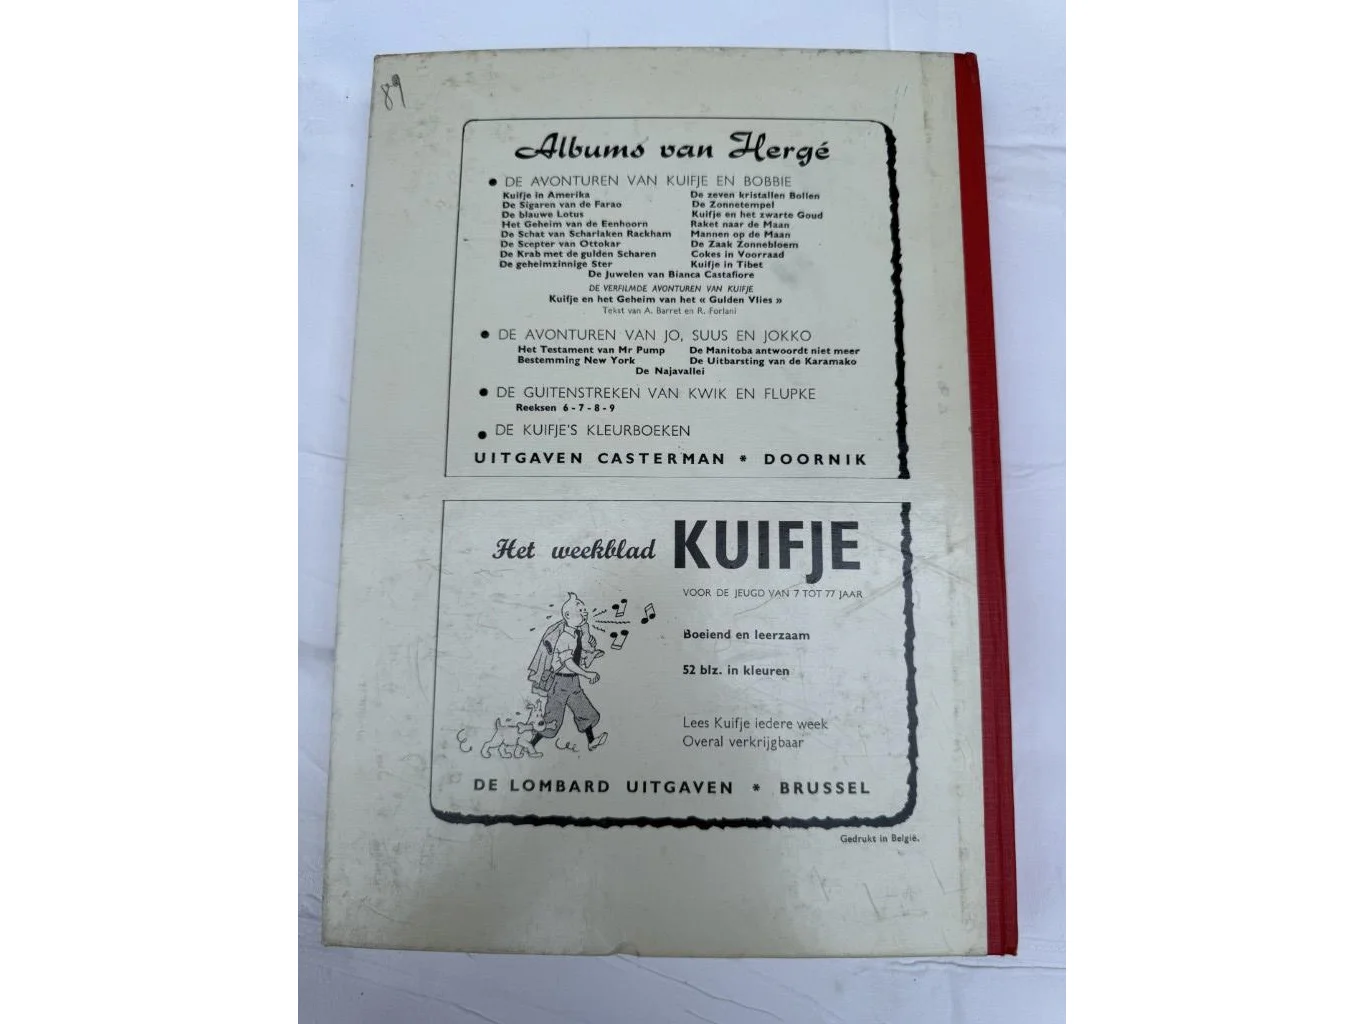 89
Albums van Hergé
• DE AVONTUREN VAN KUIFJE EN BOBBIE
Kuifje in Amerika
De Sigaren van de Farao
De blauwe Lotus
Het Geheim van de Eenhoorn
De Schat van Scharlaken Rackham
De Scepter van Ottokar
De Krab met de gulden Scharen
De geheimzinnige Ster
De zeven kristallen Bollen
De Zonnetempel
Kuifje en het zwarte Goud
Raket naar de Maan
Mannen op de Maan
De Zaak Zonnebloem
Cokes in Voorraad
Kuifje in Tibet
De Juwelen van Bianca Castafiore
DE VERFILMDE AVONTUREN VAN KUIFJE
Kuifje en het Geheim van het « Gulden Vlies »
Tekst van A. Barret en R. Forlani
• DE AVONTUREN VAN JO, SUUS EN JOKKO
Het Testament van Mr Pump
Bestemming New York
De Manitoba antwoordt niet meer
De Uitbarsting van de Karamako
De Najavallei
• DE GUITENSTREKEN VAN KWIK EN FLUPKE
Reeksen 6 - 7 - 8 - 9
• DE KUIFJE'S KLEURBOEKEN
UITGAVEN CASTERMAN * DOORNIK
Het weekblad KUIFJE
VOOR DE JEUGD VAN 7 TOT 77 JAAR
Boeiend en leerzaam
52 blz. in kleuren
Lees Kuifje iedere week
Overal verkrijgbaar
DE LOMBARD UITGAVEN * BRUSSEL
Gedrukt in België.